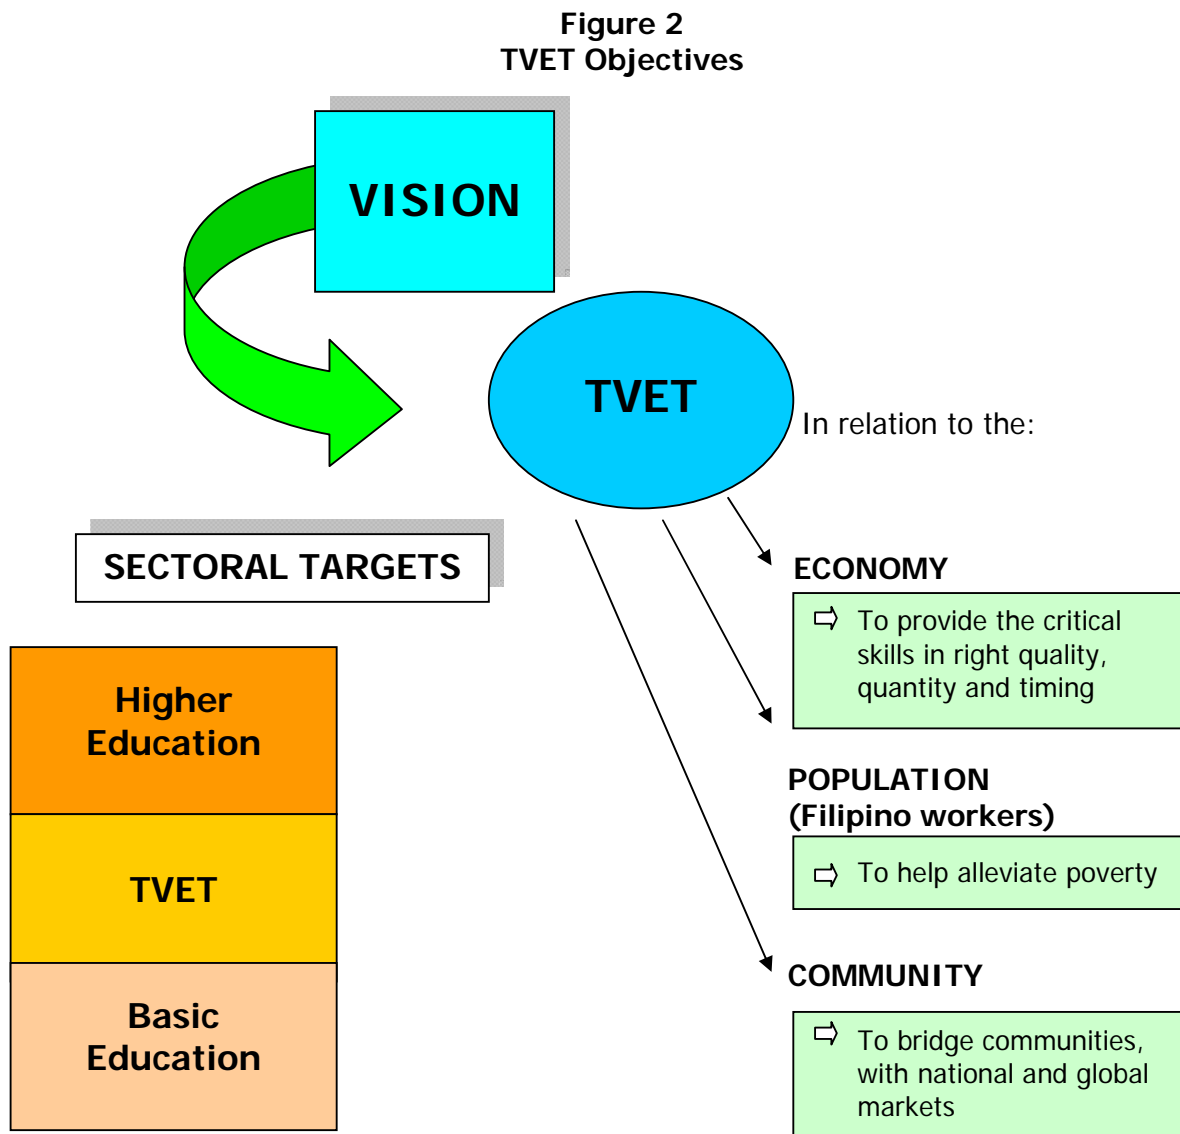 Figure 2
TVET Objectives
VISION
TVET
In relation to the:
SECTORAL TARGETS
Higher
Education
TVET
Basic
Education
ECONOMY
To provide the critical
skills in right quality,
quantity and timing
POPULATION
(Filipino workers)
To help alleviate poverty
COMMUNITY
To bridge communities,
with national and global
markets